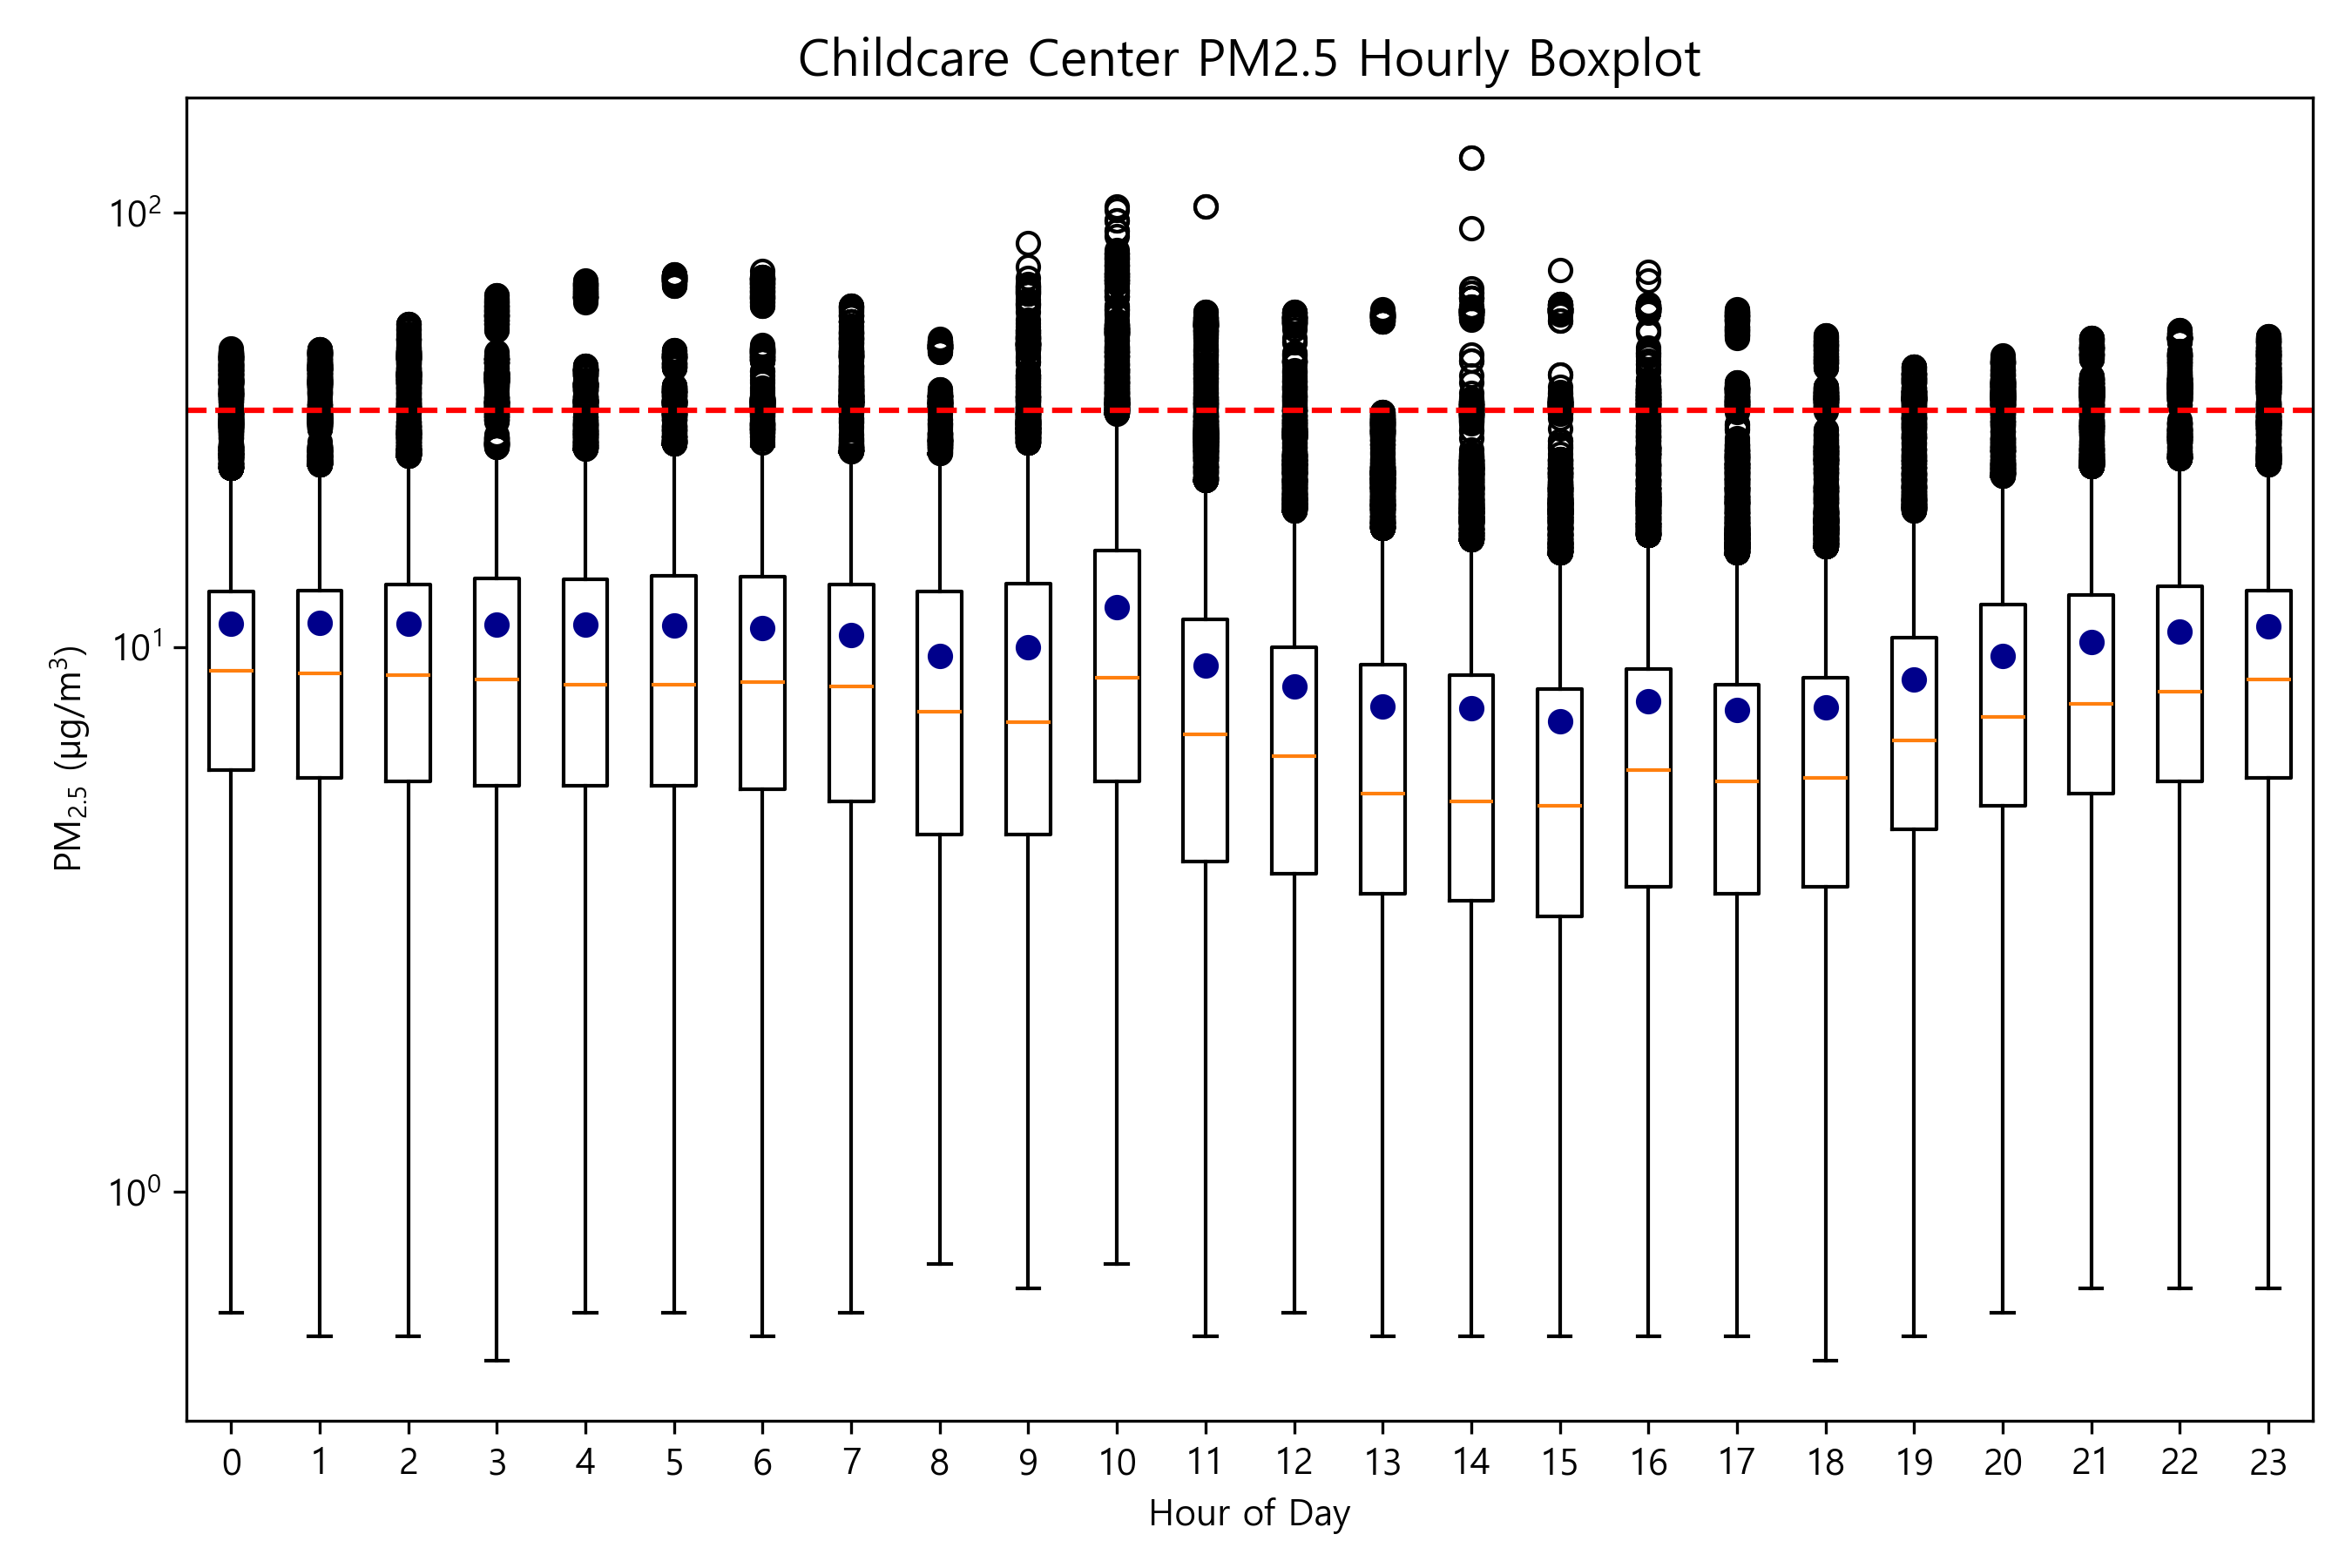 Childcare Center PM2.5 Hourly Boxplot
10²
10¹
10⁰
PM₂.₅ (µg/m³)
0 1 2 3 4 5 6 7 8 9 10 11 12 13 14 15 16 17 18 19 20 21 22 23
Hour of Day